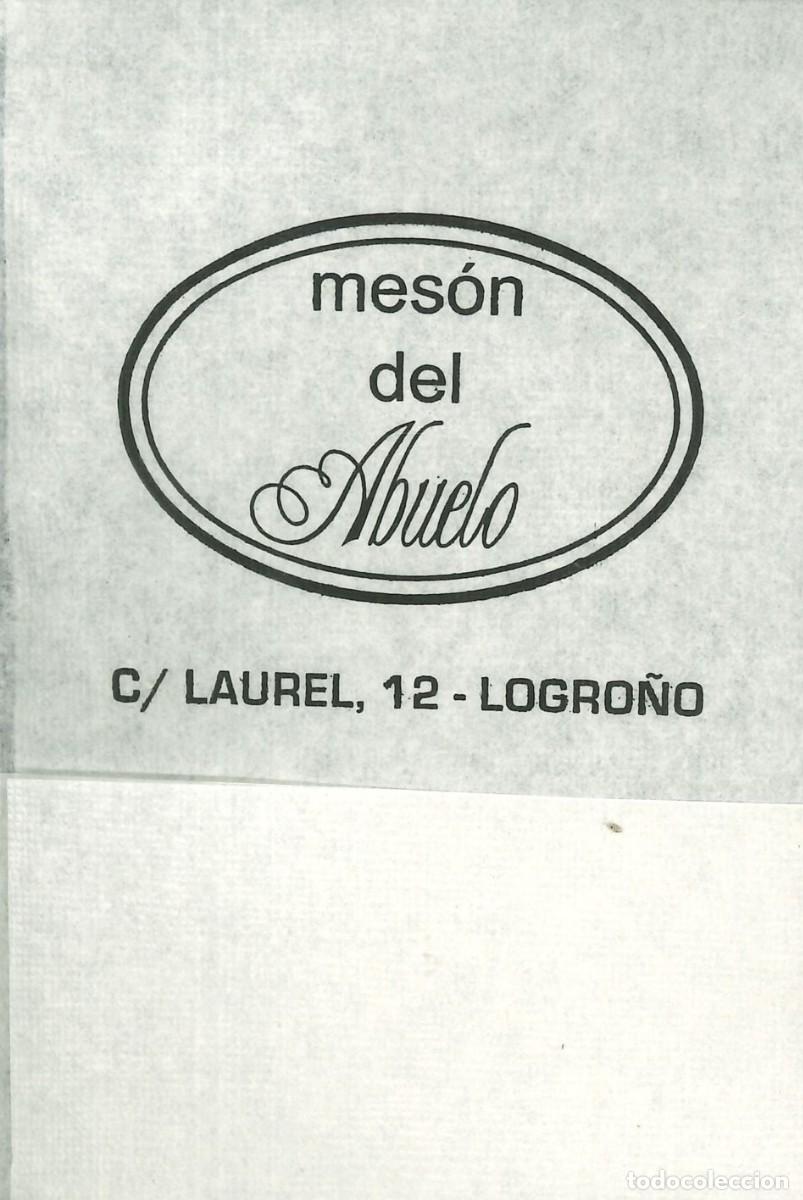 mesón
del
Abuelo
C/ LAUREL, 12 - LOGROÑO
todocoleccion